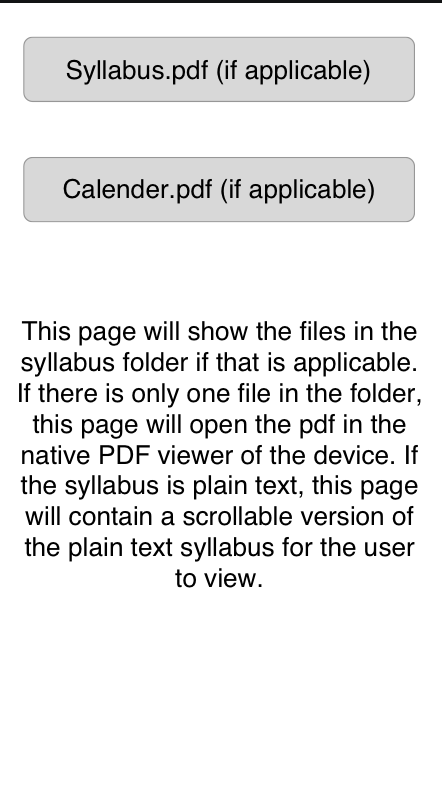 Syllabus.pdf (if applicable)
Calender.pdf (if applicable)
This page will show the files in the
syllabus folder if that is applicable.
If there is only one file in the folder,
this page will open the pdf in the
native PDF viewer of the device. If
the syllabus is plain text, this page
will contain a scrollable version of
the plain text syllabus for the user
to view.